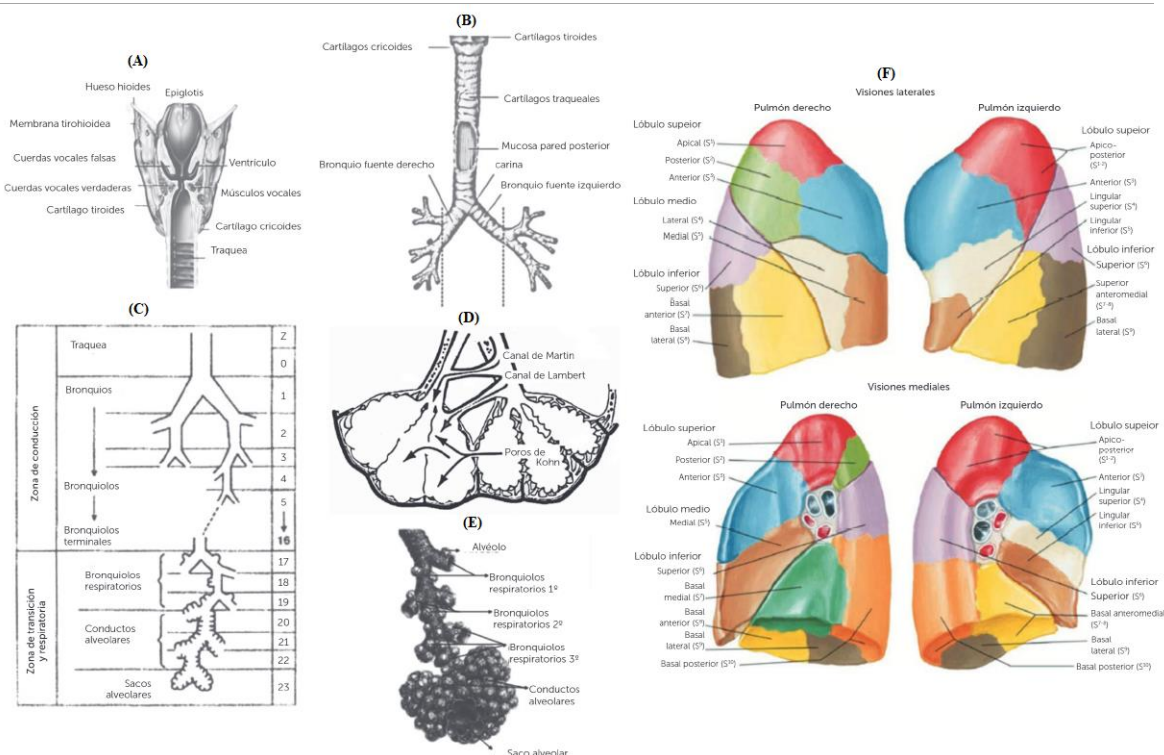 (A)
Hueso hioides
Epiglotis
Membrana tirohioidea
Cuerdas vocales falsas
Ventrículo
Cuerdas vocales verdaderas
Músculos vocales
Cartílago tiroides
Cartílago cricoides
Traquea
(B)
Cartílagos tiroides
Cartílagos cricoides
Cartílagos traqueales
Mucosa pared posterior
Bronquio fuente derecho
carina
Bronquio fuente izquierdo
(C)
Zona de conducción
Traquea
Bronquios
Bronquiolos
Bronquiolos
terminales
Z
0
1
2
3
4
5
16
Zona de transición
y respiratoria
Bronquiolos
respiratorios
Conductos
alveolares
Sacos
alveolares
17
18
19
20
21
22
23
(D)
Canal de Martin
Canal de Lambert
Poros de
Kohn
(E)
Alvéolo
Bronquiolos
respiratorios 1º
Bronquiolos
respiratorios 2º
Bronquiolos
respiratorios 3º
Conductos
alveolares
Saco alveolar
(F)
Visiones laterales
Pulmón derecho
Lóbulo supeior
Apical (S¹)
Posterior (S²)
Anterior (S³)
Lóbulo medio
Lateral (S⁴)
Medial (S⁵)
Lóbulo inferior
Superior (S⁶)
Basal
anterior (S⁷)
Basal
lateral (S⁸)
Pulmón izquierdo
Lóbulo supeior
Apico-
posterior
(S¹⁻²)
Anterior (S³)
Lingular
superior (S⁴)
Lingular
inferior (S⁵)
Lóbulo inferior
Superior (S⁶)
Superior
anteromedial
(S⁷⁻⁸)
Basal
lateral (S⁹)
Visiones mediales
Pulmón derecho
Lóbulo superior
Apical (S¹)
Posterior (S²)
Anterior (S³)
Lóbulo medio
Medial (S⁵)
Lóbulo inferior
Superior (S⁶)
Basal
medial (S⁷)
Basal
anterior (S⁸)
Basal
lateral (S⁹)
Basal posterior (S¹⁰)
Pulmón izquierdo
Lóbulo supeior
Apico-
posterior
(S¹⁻²)
Anterior (S³)
Lingular
superior (S⁴)
Lingular
inferior (S⁵)
Lóbulo inferior
Superior (S⁶)
Basal anteromedial
(S⁷⁻⁸)
Basal
lateral (S⁹)
Basal posterior (S¹⁰)